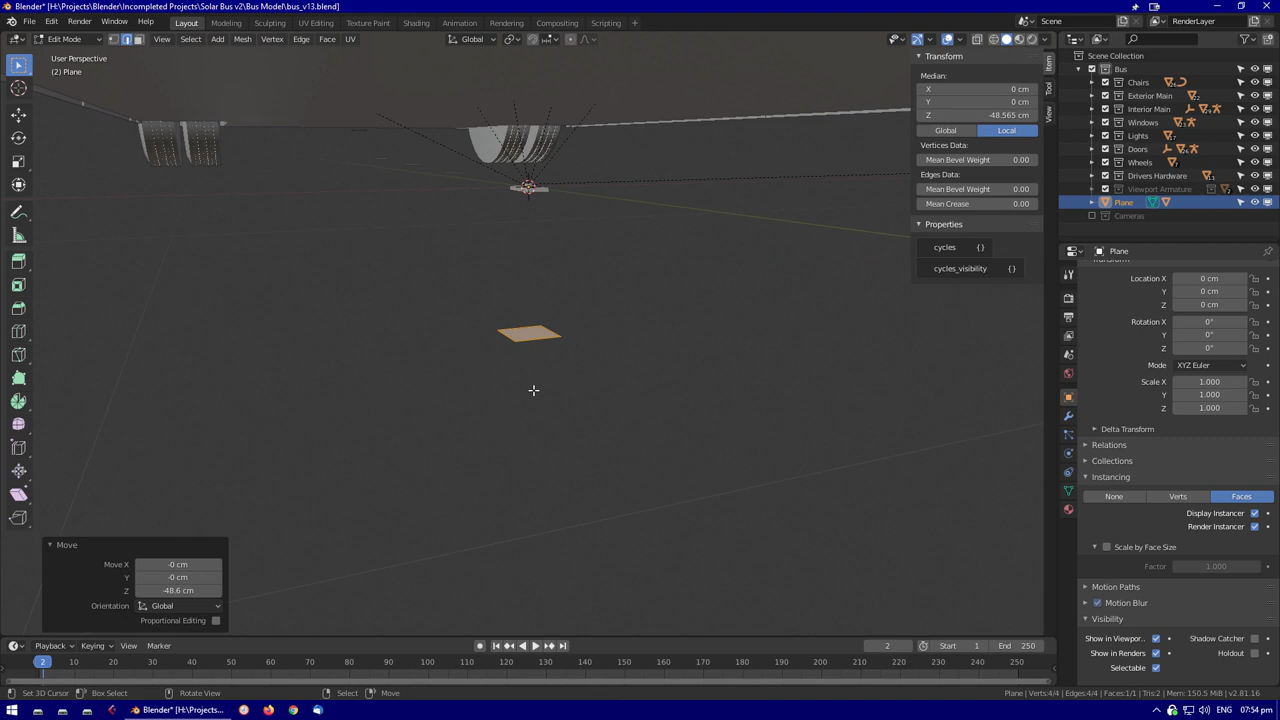 Blender* [H:\Projects\Blender\Incompleted Projects\Solar Bus v2\Bus Model\bus_v13.blend]
File Edit Render Window Help Layout Modeling Sculpting UV Editing Texture Paint Shading Animation Rendering Compositing Scripting + Scene RenderLayer
Edit Mode View Select Add Mesh Vertex Edge Face UV Global
User Perspective
(2) Plane
Transform
Median:
X 0 cm
Y 0 cm
Z -48.565 cm
Global Local
Vertices Data:
Mean Bevel Weight 0.00
Edges Data:
Mean Bevel Weight 0.00
Mean Crease 0.00
Properties
cycles {}
cycles_visibility {}
Item
Tool
View
Scene Collection
Bus
Chairs
Exterior Main
Interior Main
Windows
Lights
Doors
Wheels
Drivers Hardware
Viewport Armature
Plane
Cameras
Plane
Location X 0 cm
Y 0 cm
Z 0 cm
Rotation X 0°
Y 0°
Z 0°
Mode XYZ Euler
Scale X 1.000
Y 1.000
Z 1.000
Delta Transform
Relations
Collections
Instancing
None Verts Faces
Display Instancer
Render Instancer
Scale by Face Size
Factor 1.000
Motion Paths
Motion Blur
Visibility
Show in Viewpor.. Shadow Catcher
Show in Renders Holdout
Selectable
Move
Move X -0 cm
Y -0 cm
Z -48.6 cm
Orientation Global
Proportional Editing
Playback Keying View Marker 2 Start 1 End 250
2 10 20 30 40 50 60 70 80 90 100 110 120 130 140 150 160 170 180 190 200 210 220 230 240 250
Set 3D Cursor Box Select Rotate View Select Move Plane | Verts:4/4 | Edges:4/4 | Faces:1/1 | Tris:2 | Mem: 150.5 MiB | v2.81.16
Blender* [H:\Projects... ENG 07:54 pm